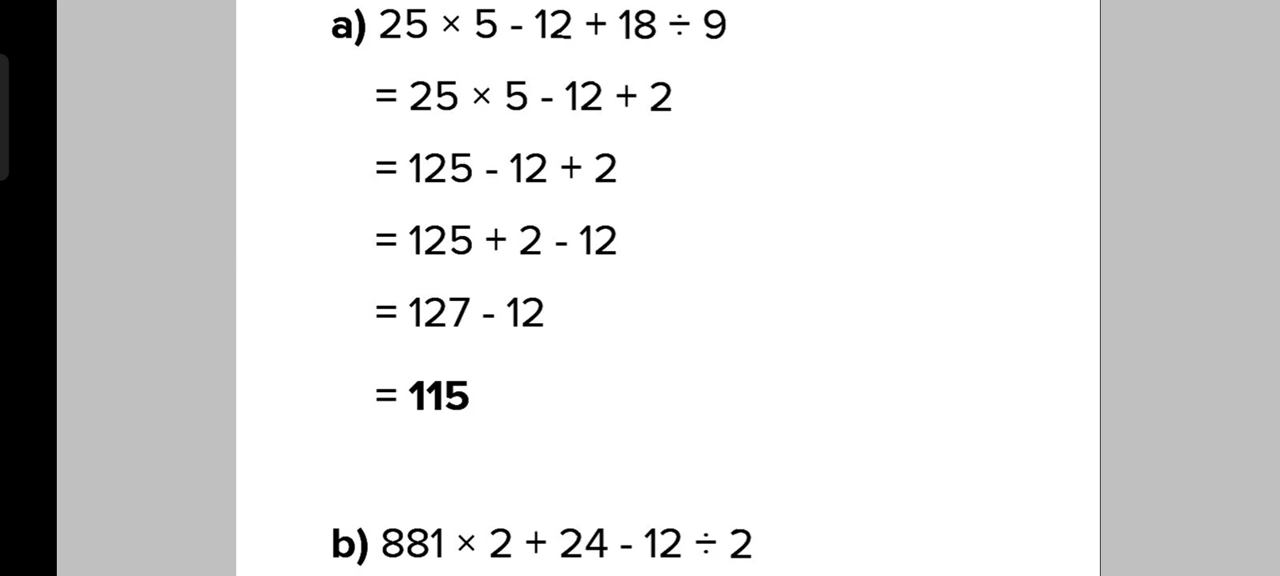 a) 25 × 5 - 12 + 18 ÷ 9
= 25 × 5 - 12 + 2
= 125 - 12 + 2
= 125 + 2 - 12
= 127 - 12
= 115
b) 881 × 2 + 24 - 12 ÷ 2